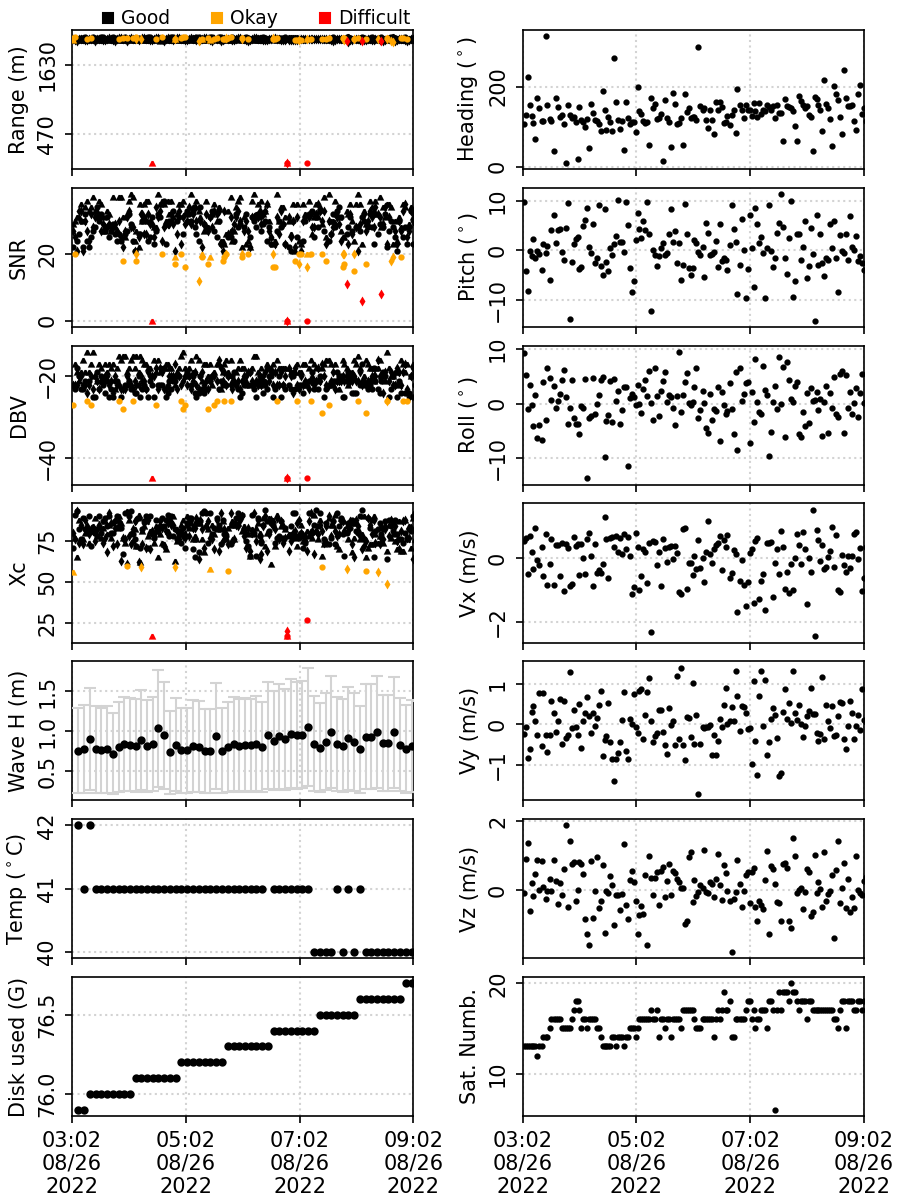 Good Okay Difficult
Range (m)
1630
470
SNR
20
0
DBV
−20
−40
Xc
75
50
25
Wave H (m)
1.5
1.0
0.5
Temp (°C)
42
41
40
Disk used (G)
76.5
76.0
03:02 05:02 07:02 09:02
08/26 08/26 08/26 08/26
2022 2022 2022 2022
Heading (°)
200
0
Pitch (°)
10
0
−10
Roll (°)
10
0
−10
Vx (m/s)
0
−2
Vy (m/s)
1
0
−1
Vz (m/s)
2
0
Sat. Numb.
20
10
03:02 05:02 07:02 09:02
08/26 08/26 08/26 08/26
2022 2022 2022 2022